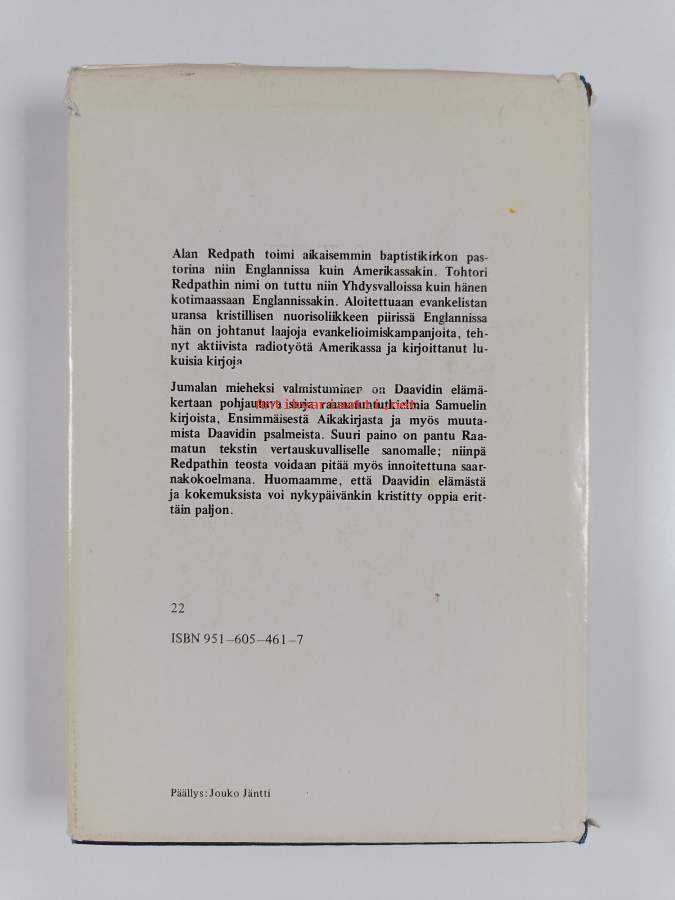 Alan Redpath toimi aikaisemmin baptistikirkon pas-
torina niin Englannissa kuin Amerikassakin. Tohtori
Redpathin nimi on tuttu niin Yhdysvalloissa kuin hänen
kotimaassaan Englannissakin. Aloitettuaan evankelistan
uransa kristillisen nuorisoliikkeen piirissä Englannissa
hän on johtanut laajoja evankelioimiskampanjoita, teh-
nyt aktiivista radiotyötä Amerikassa ja kirjoittanut lu-
kuisia kirjoja.
Jumalan mieheksi valmistuminen on Daavidin elämä-
kertaan pohjautuva raamatuntutkielmia Samuelin
kirjoista, Ensimmäisestä Aikakirjasta ja myös muuta-
mista Daavidin psalmeista. Suuri paino on pantu Raa-
matun tekstin vertauskuvalliselle sanomalle; niinpä
Redpathin teosta voidaan pitää myös innoitettuna saar-
nakokoelmana. Huomaamme, että Daavidin elämästä
ja kokemuksista voi nykypäivänkin kristitty oppia erit-
täin paljon.
22
ISBN 951-605-461-7
Päällys: Jouko Jäntti